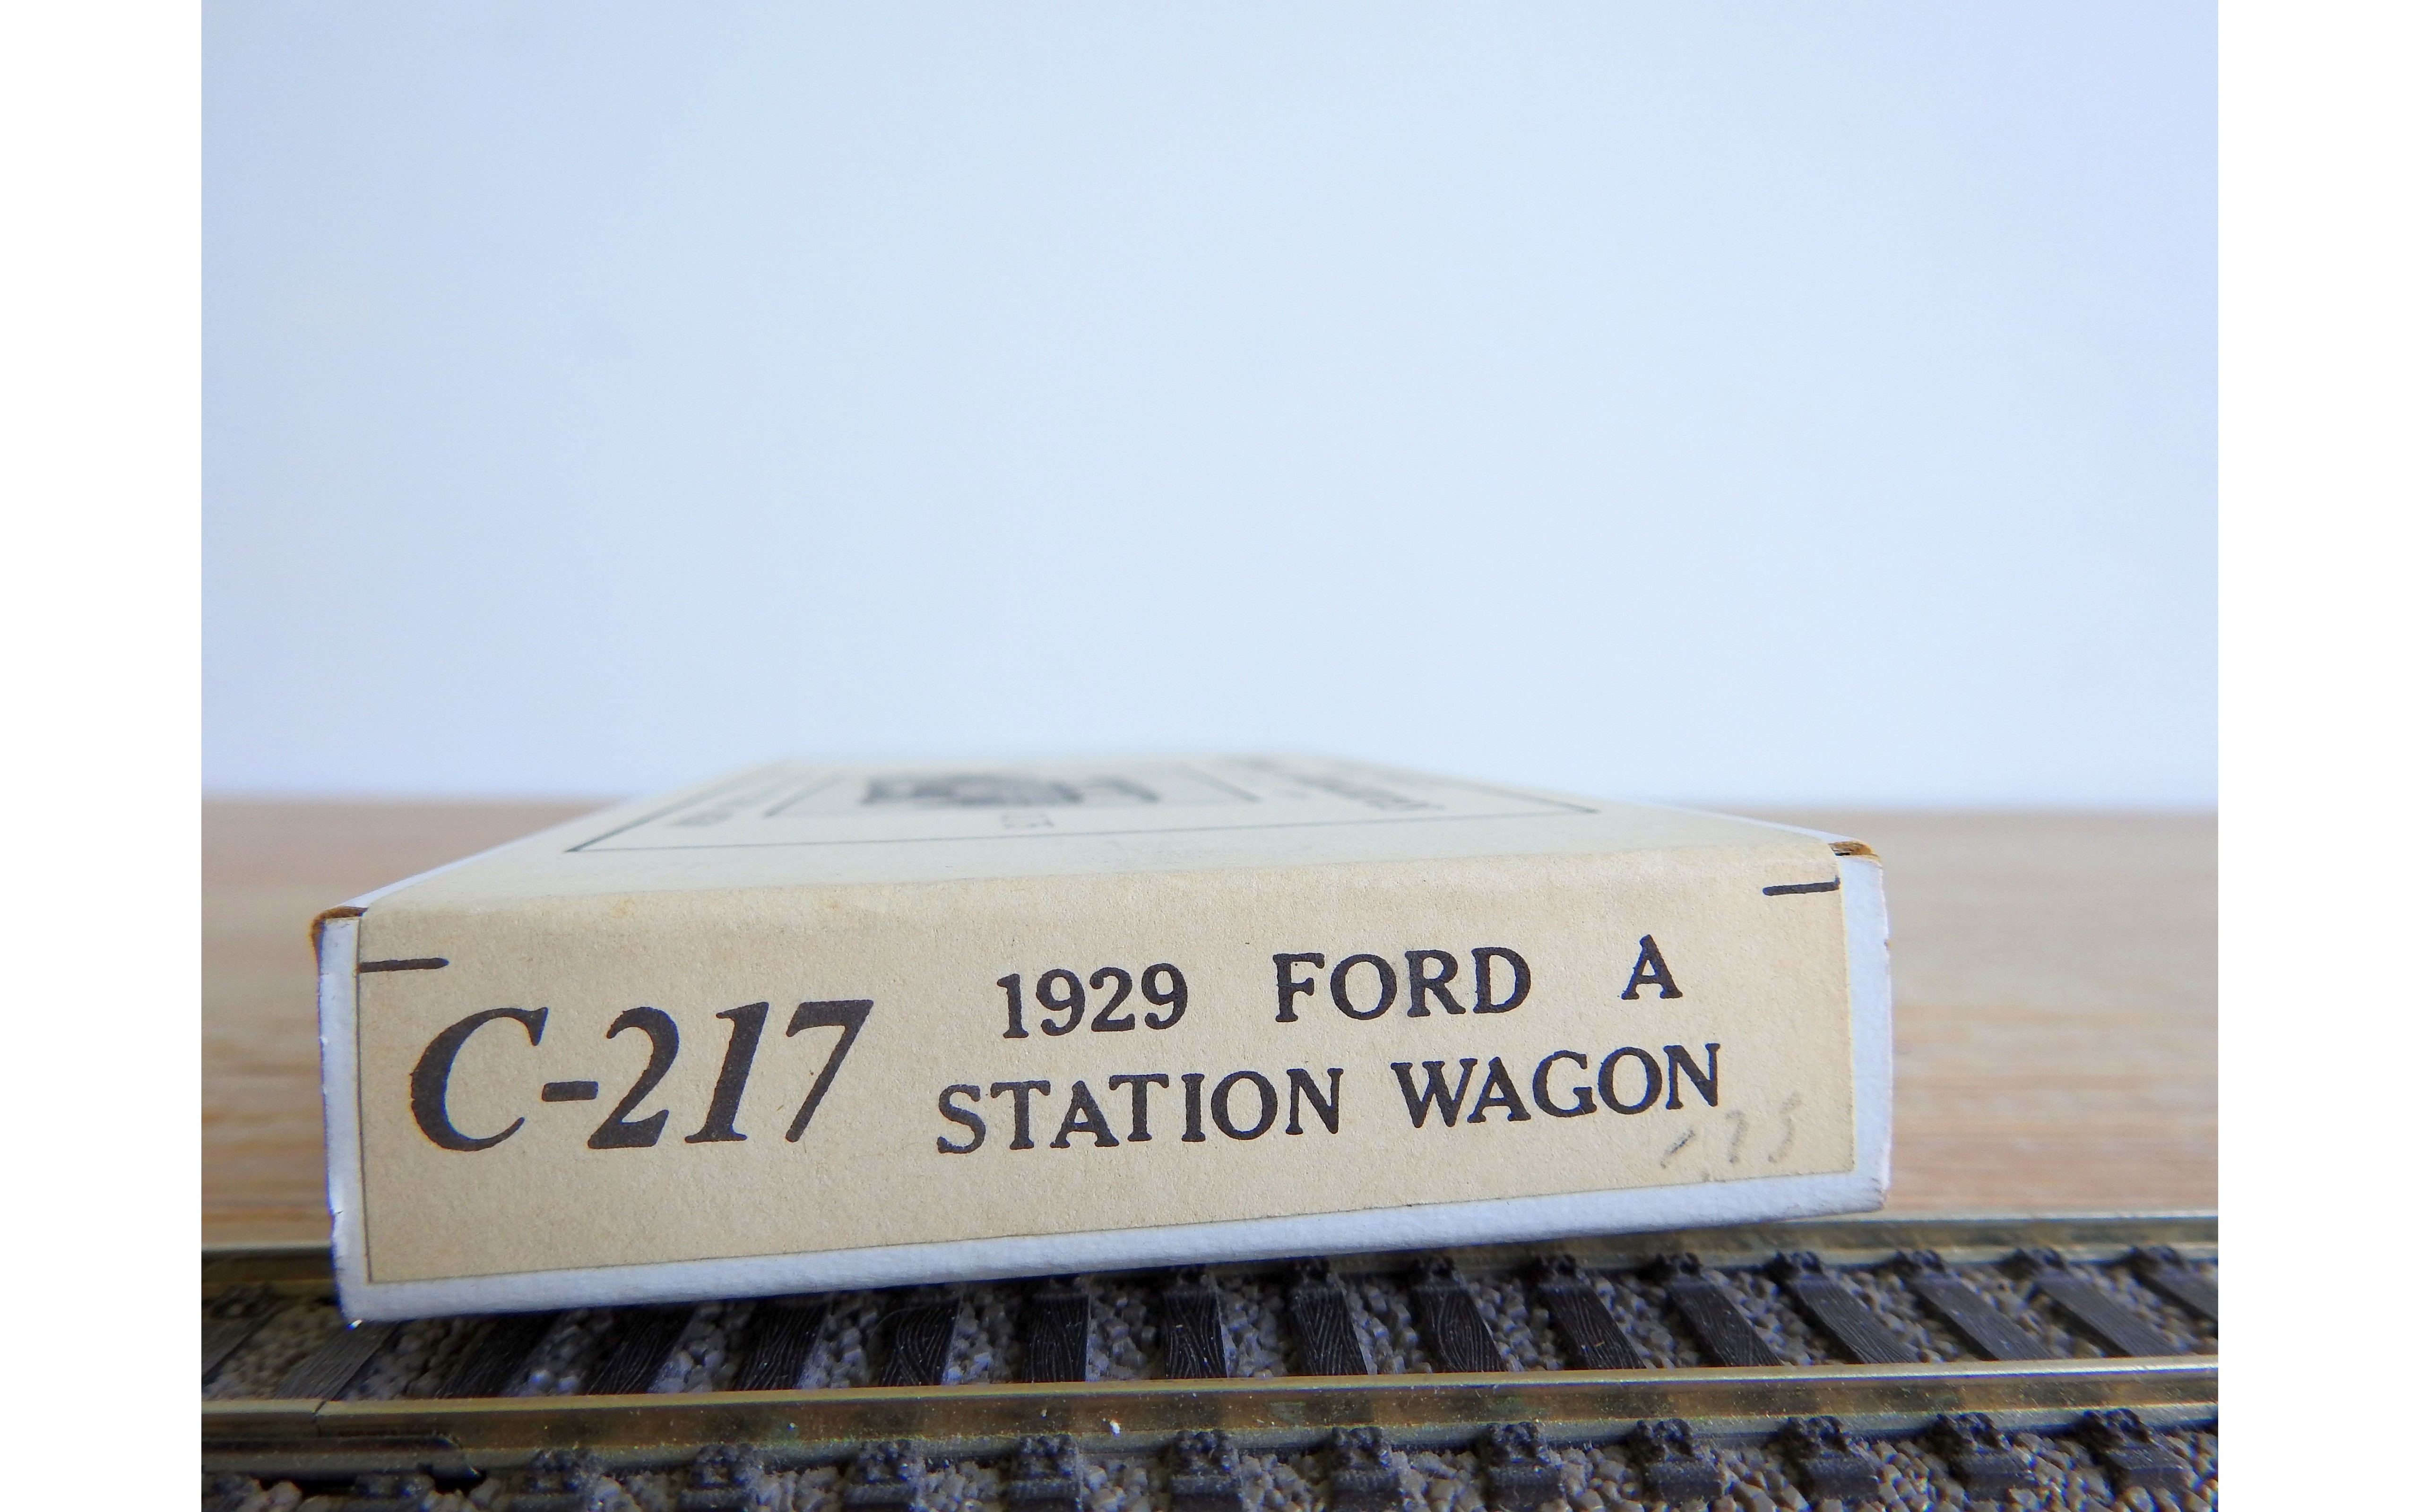 C-217
1929 FORD A
STATION WAGON